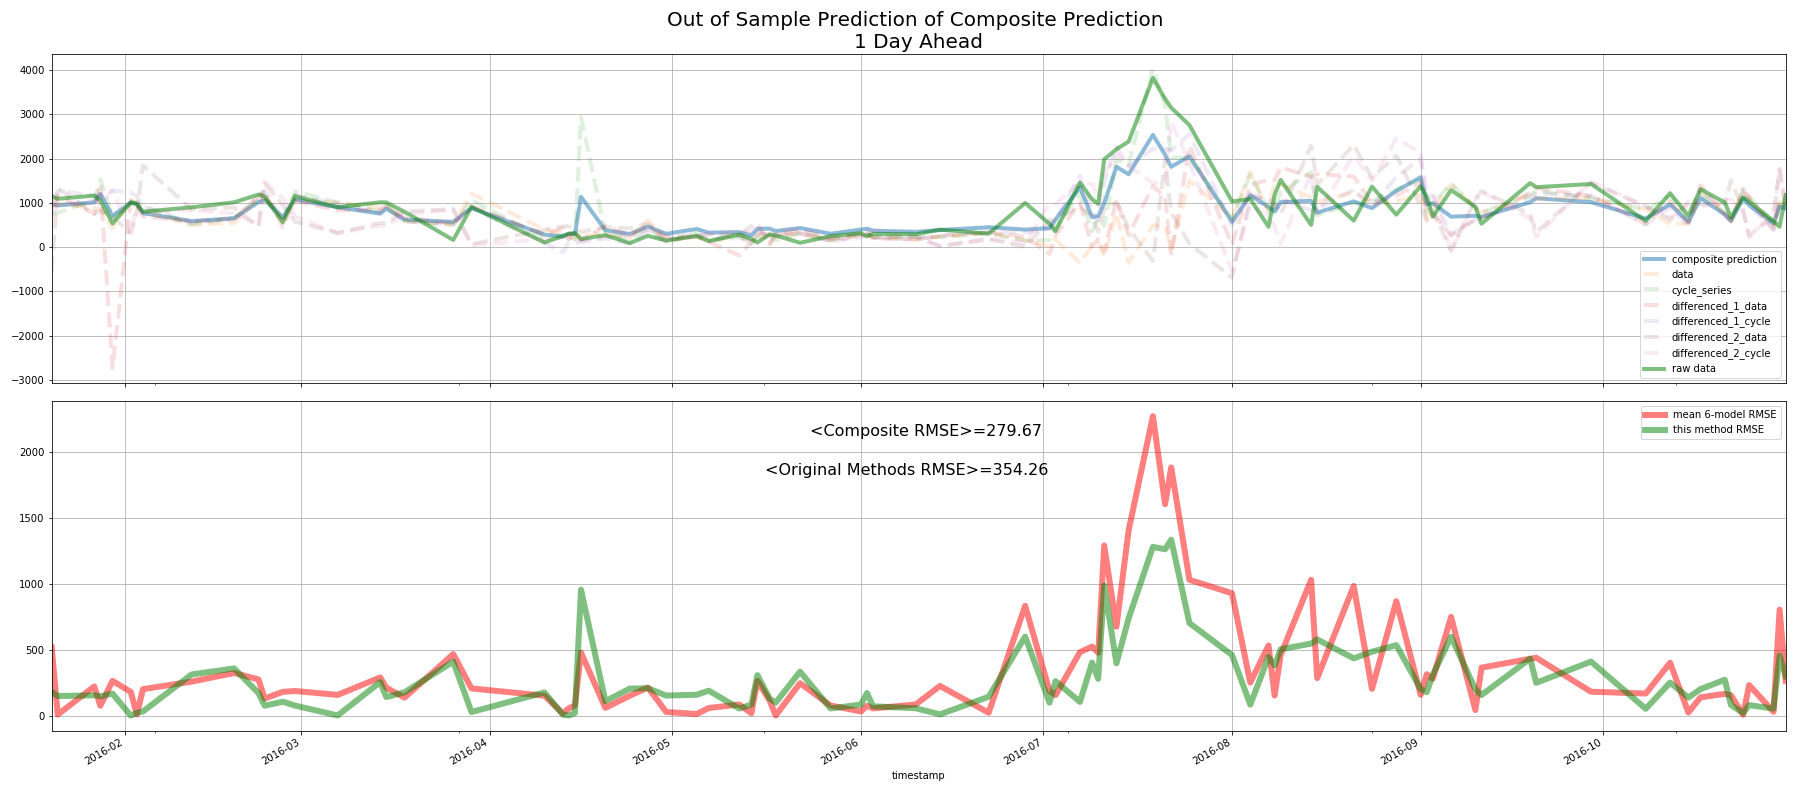 Out of Sample Prediction of Composite Prediction
1 Day Ahead
4000
3000
2000
1000
0
−1000
−2000
−3000
composite prediction
data
cycle_series
differenced_1_data
differenced_1_cycle
differenced_2_data
differenced_2_cycle
raw data
<Composite RMSE>=279.67
<Original Methods RMSE>=354.26
mean 6-model RMSE
this method RMSE
2000
1500
1000
500
0
2016-02
2016-03
2016-04
2016-05
2016-06
2016-07
2016-08
2016-09
2016-10
timestamp